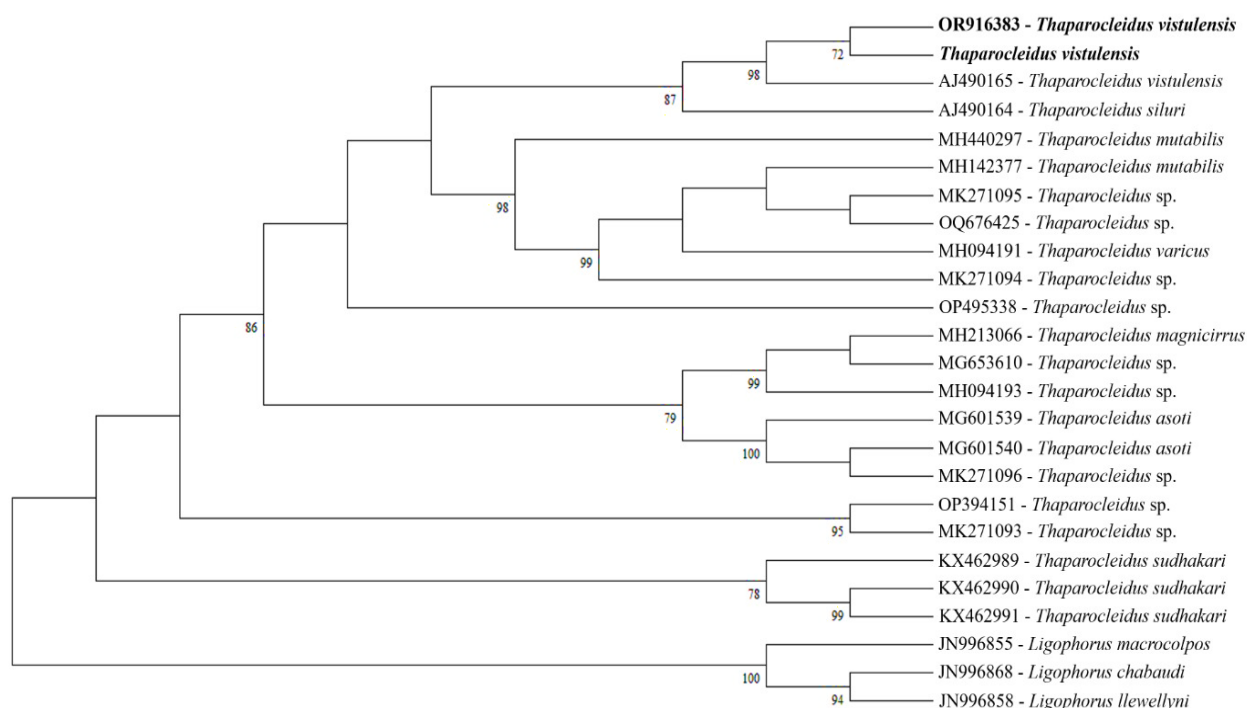 OR916383 - Thaparocleidus vistulensis
72
Thaparocleidus vistulensis
98
AJ490165 - Thaparocleidus vistulensis
87
AJ490164 - Thaparocleidus siluri
MH440297 - Thaparocleidus mutabilis
MH142377 - Thaparocleidus mutabilis
MK271095 - Thaparocleidus sp.
98
OQ676425 - Thaparocleidus sp.
MH094191 - Thaparocleidus varicus
99
MK271094 - Thaparocleidus sp.
OP495338 - Thaparocleidus sp.
86
MH213066 - Thaparocleidus magnicirrus
MG653610 - Thaparocleidus sp.
99
MH094193 - Thaparocleidus sp.
79
MG601539 - Thaparocleidus asoti
MG601540 - Thaparocleidus asoti
100
MK271096 - Thaparocleidus sp.
OP394151 - Thaparocleidus sp.
95
MK271093 - Thaparocleidus sp.
KX462989 - Thaparocleidus sudhakari
78
KX462990 - Thaparocleidus sudhakari
99
KX462991 - Thaparocleidus sudhakari
JN996855 - Ligophorus macrocolpos
100
JN996868 - Ligophorus chabaudi
94
JN996858 - Ligophorus llewellyni